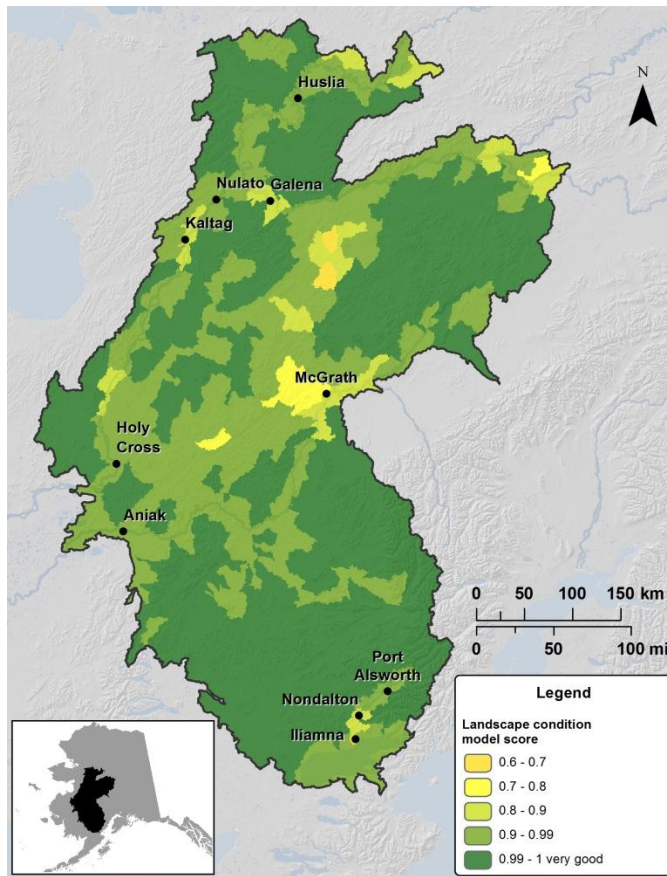 Huslia
N
Nulato
Galena
Kaltag
McGrath
Holy
Cross
Aniak
0 50 100 150 km
0 50 100 mi
Port
Alsworth
Nondalton
Iliamna
Legend
Landscape condition
model score
0.6 - 0.7
0.7 - 0.8
0.8 - 0.9
0.9 - 0.99
0.99 - 1 very good